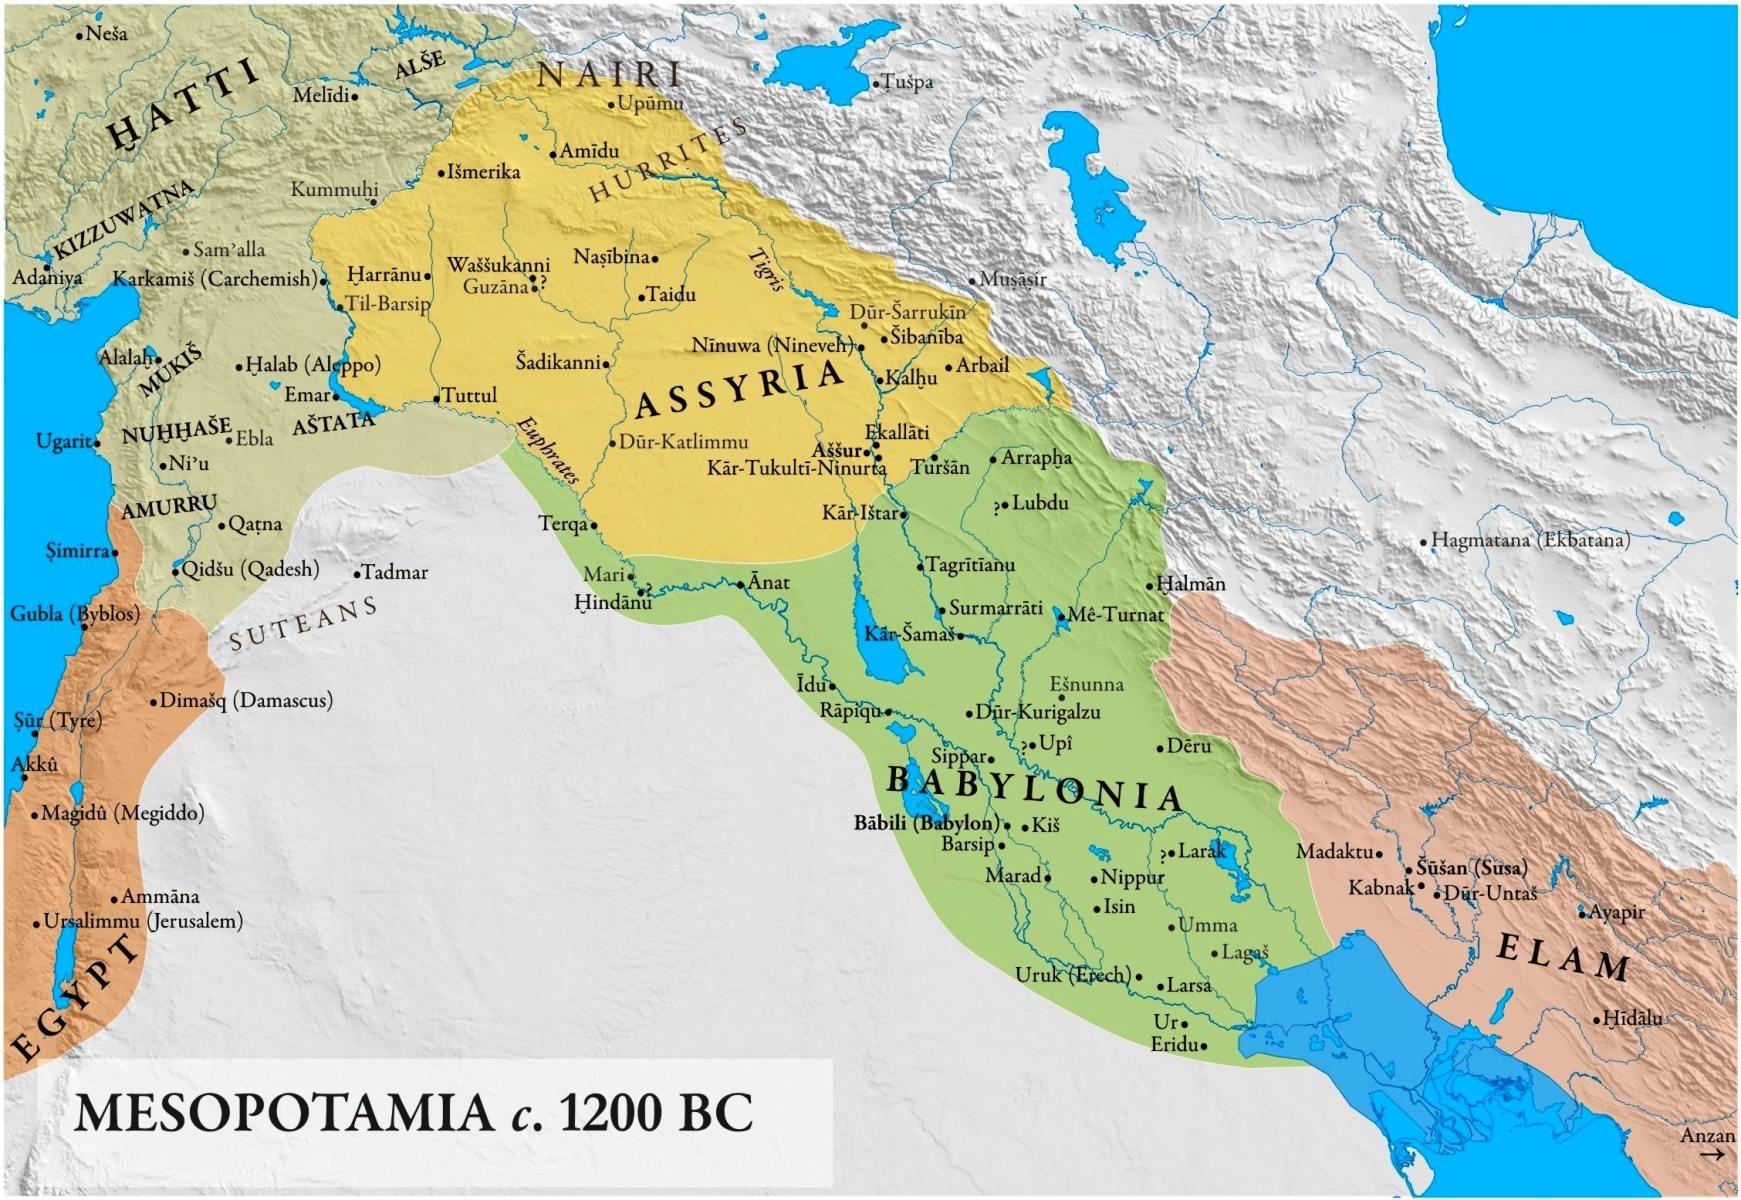 Neša
ḪATTI
ALŠE
NAIRI
Melīdi
Upūmu
Ṭušpa
HURRITES
Amīdu
Išmerika
Kummuḫi
KIZZUWATNA
Sam’alla
Adaniya
Karkamiš (Carchemish)
Ḫarrānu
Waššukanni
Guzāna
?
Naṣībina
Tigris
Muṣāṣir
Til-Barsip
Taidu
Dūr-Šarrukin
Šibanība
Nīnuwa (Nineveh)
Alalaḫ
MUKIŠ
Ḫalab (Aleppo)
Šadikanni
ASSYRIA
Arbail
Kalḫu
Emar
Tuttul
AŠTATA
NUḪḪAŠE
Ebla
Ugarit
Euphrates
Dūr-Katlimmu
Ekallāti
Aššur
Kār-Tukultī-Ninurta
Turšān
Arrapḫa
Ni’u
AMURRU
Qaṭna
Terqa
Kār-Ištar
? Lubdu
Hagmatana (Ekbatana)
Ṣimirra
Qidšu (Qadesh)
Tadmar
Mari
Ḫindānu
?
Ānat
Tagrītīanu
Ḫalmān
Gubla (Byblos)
SUTEANS
Surmarrāti
Mê-Turnat
Kār-Šamaš
Dimašq (Damascus)
Īdu
Ešnunna
Rāpiqu
Dūr-Kurigalzu
Ṣūr (Tyre)
? Upî
Dēru
Sippar
Akkû
BABYLONIA
Magidû (Megiddo)
Bābili (Babylon)
Kiš
Barsip
? Larak
Madaktu
Šūšan (Susa)
Marad
Nippur
Kabnak
Dūr-Untaš
Ammāna
Isin
Ayapir
Ursalimmu (Jerusalem)
Umma
EGYPT
Lagaš
ELAM
Uruk (Erech)
Larsa
Ur
Ḫīdālu
Eridu
MESOPOTAMIA c. 1200 BC
Anzan
→